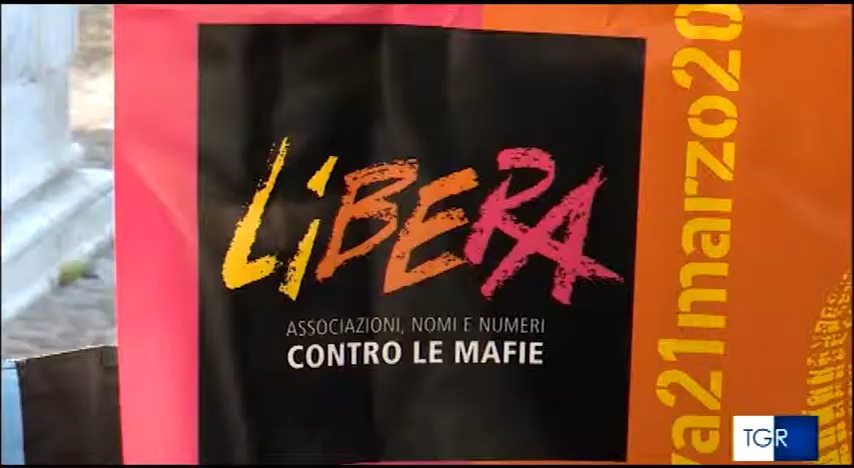 LiBERA
ASSOCIAZIONI, NOMI E NUMERI
CONTRO LE MAFIE
a21marzo20
TGR